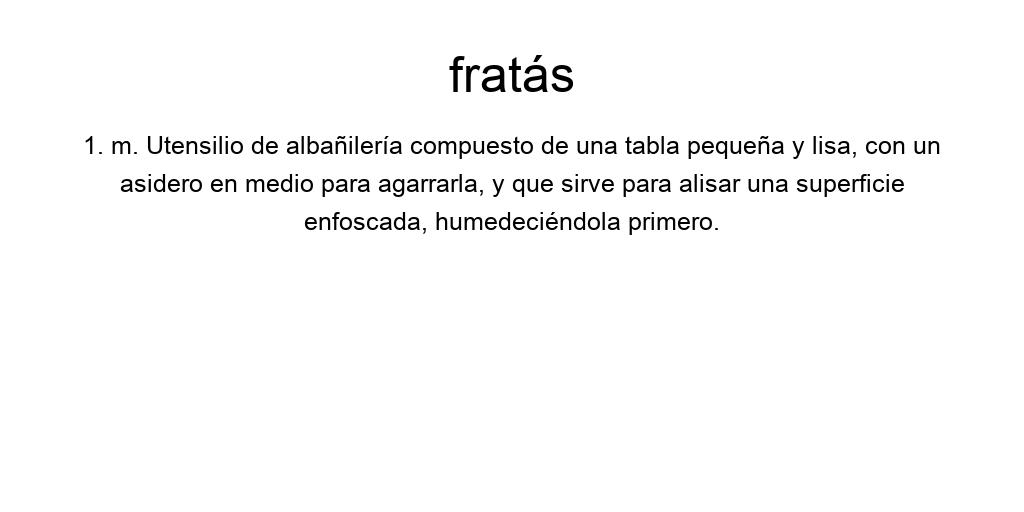 fratás
1. m. Utensilio de albañilería compuesto de una tabla pequeña y lisa, con un
asidero en medio para agarrarla, y que sirve para alisar una superficie
enfoscada, humedeciéndola primero.